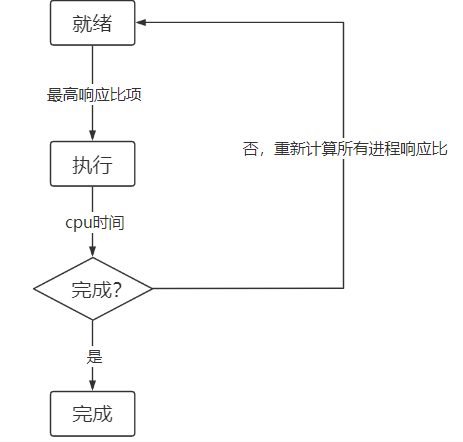 就绪
最高响应比项
执行
否，重新计算所有进程响应比
cpu时间
完成？
是
完成